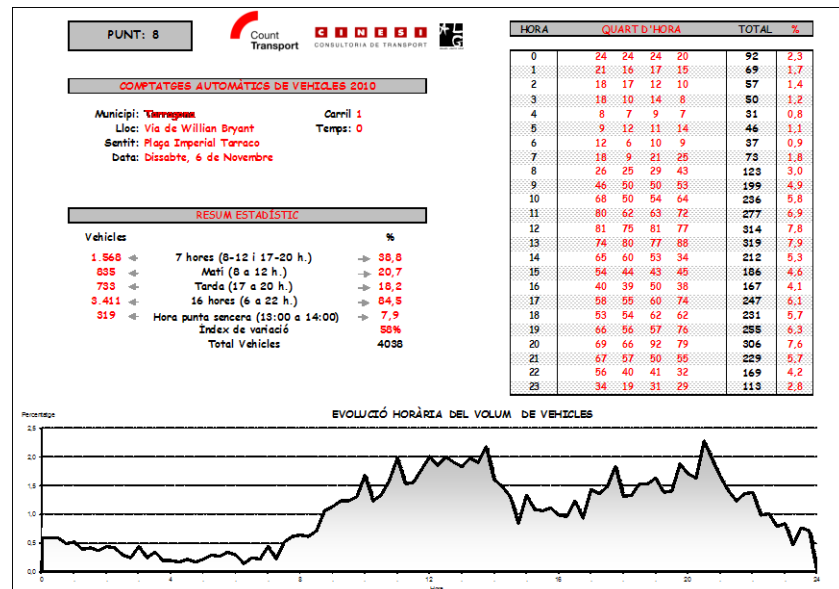 PUNT: 8
Count
Transport
CINESI
CONSULTORIA DE TRANSPORT
COMPTATGES AUTOMÀTICS DE VEHICLES 2010
Municipi: Tarragona Carril 1
Lloc: Via de Willian Bryant Temps: 0
Sentit: Plaça Imperial Tarraco
Data: Dissabte, 6 de Novembre
RESUM ESTADÍSTIC
Vehicles %
1.568 7 hores (8-12 i 17-20 h.) 38,8
835 Matí (8 a 12 h.) 20,7
733 Tarda (17 a 20 h.) 18,2
3.411 16 hores (6 a 22 h.) 84,5
319 Hora punta sencera (13:00 a 14:00) 7,9
Índex de variació 58%
Total Vehicles 4038
HORA QUART D'HORA TOTAL %
0 24 24 24 20 92 2,3
1 21 16 17 15 69 1,7
2 18 17 12 10 57 1,4
3 18 10 14 8 50 1,2
4 8 7 9 7 31 0,8
5 9 12 11 14 46 1,1
6 12 6 10 9 37 0,9
7 18 9 21 25 73 1,8
8 26 25 29 43 123 3,0
9 46 50 50 53 199 4,9
10 68 50 54 64 236 5,8
11 80 62 63 72 277 6,9
12 81 75 81 77 314 7,8
13 74 80 77 88 319 7,9
14 65 60 53 34 212 5,3
15 54 44 43 45 186 4,6
16 40 39 50 38 167 4,1
17 58 55 60 74 247 6,1
18 53 54 62 62 231 5,7
19 66 56 57 76 255 6,3
20 69 66 92 79 306 7,6
21 67 57 50 55 229 5,7
22 56 40 41 32 169 4,2
23 34 19 31 29 113 2,8
Percentatge
EVOLUCIÓ HORÀRIA DEL VOLUM DE VEHICLES
2,5
2,0
1,5
1,0
0,5
0,0
0 4 8 12 16 20 24